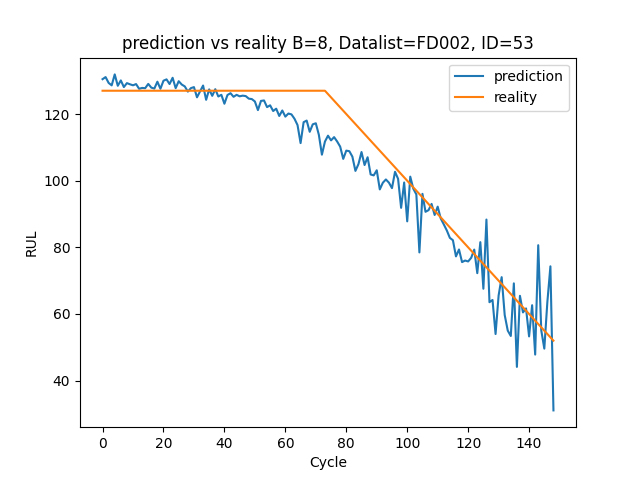 prediction vs reality B=8, Datalist=FD002, ID=53
prediction
reality
RUL
120
100
80
60
40
0 20 40 60 80 100 120 140
Cycle